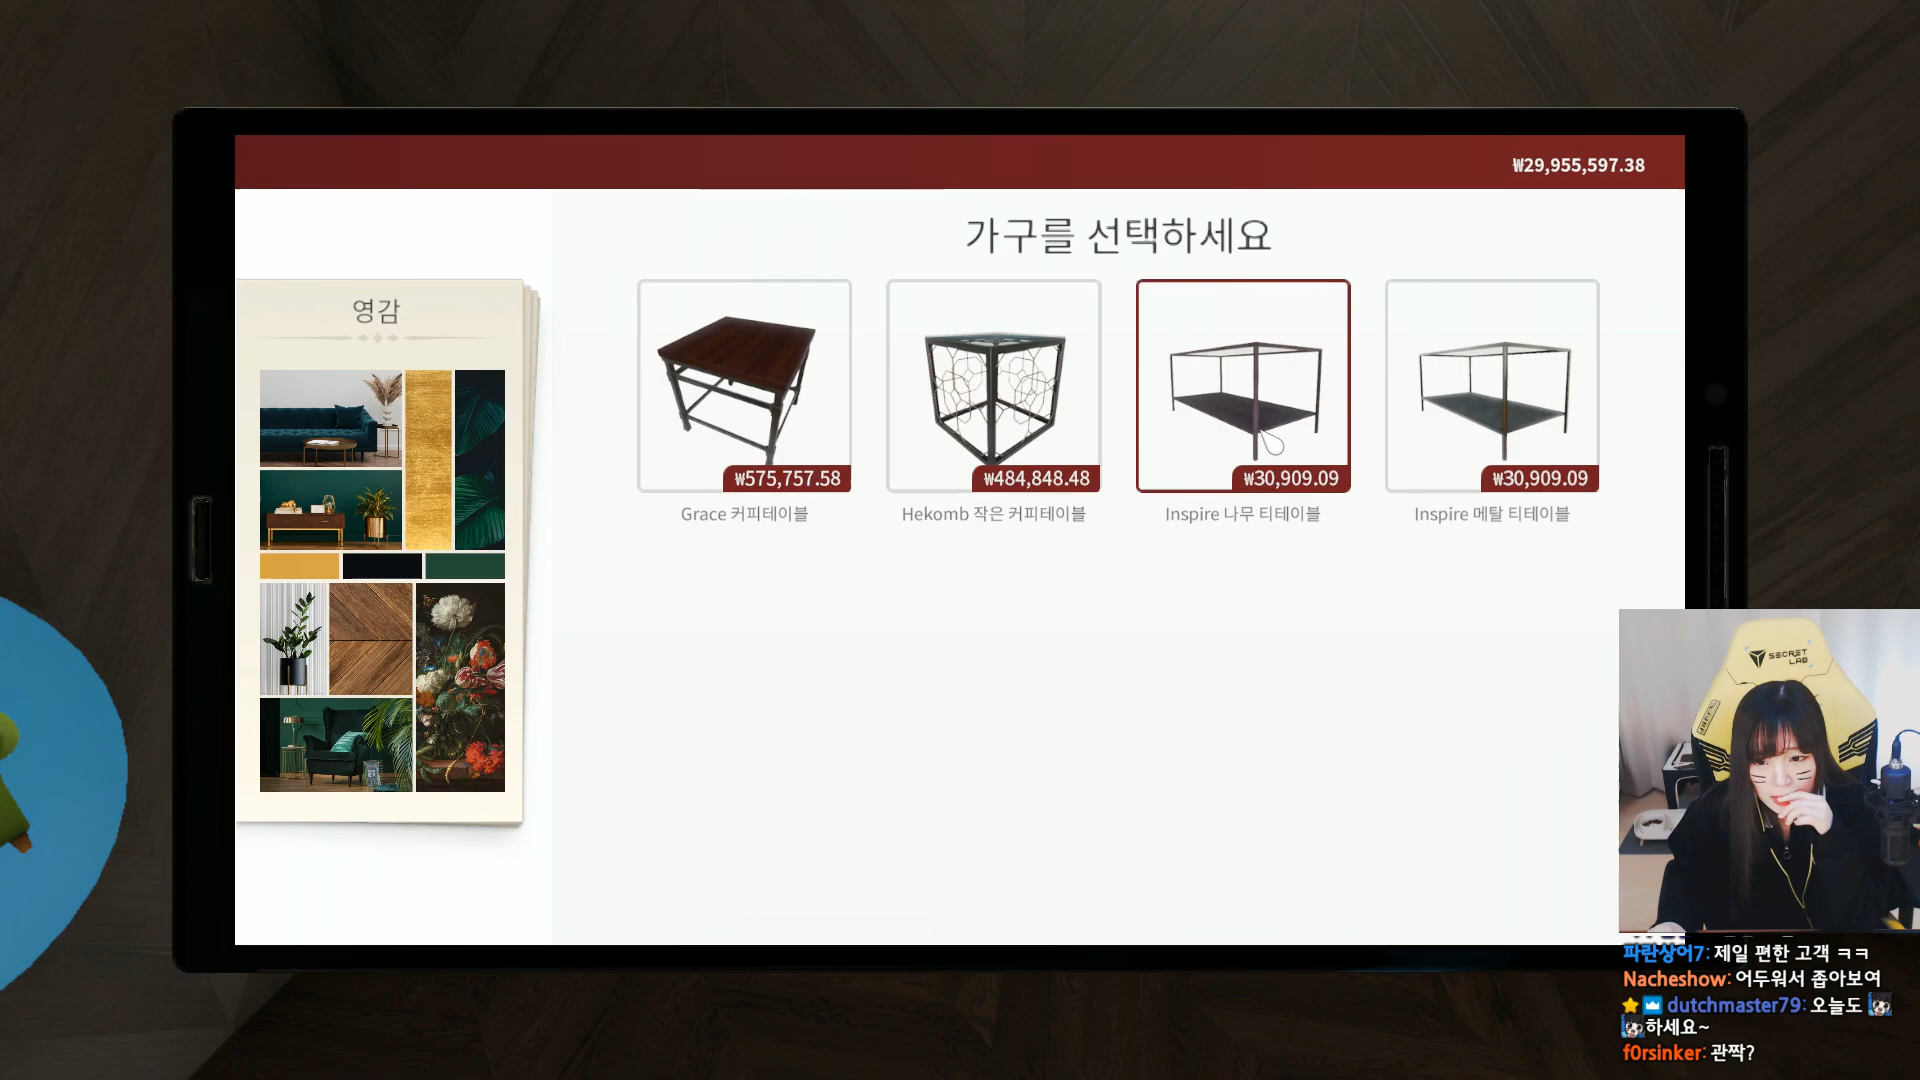 ₩29,955,597.38
가구를 선택하세요
영감
₩575,757.58
₩484,848.48
₩30,909.09
₩30,909.09
Grace 커피테이블
Hekomb 작은 커피테이블
Inspire 나무 티테이블
Inspire 메탈 티테이블
SECRET
LAB
파란상어7: 제일 편한 고객 ㅋㅋ
Nacheshow: 어두워서 좁아보여
dutchmaster79: 오늘도
하세요~
f0rsinker: 관짝?